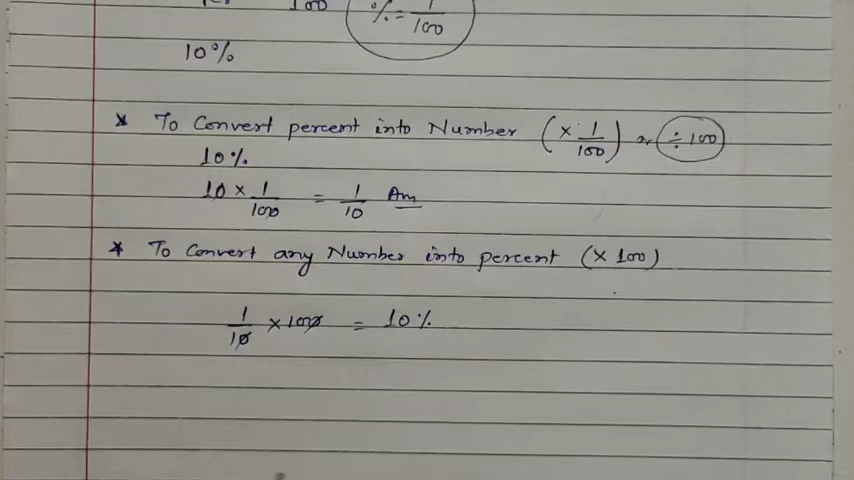 100 % = 1/100
10%
* To Convert percent into Number (× 1/100) or ÷ 100
10%
10 × 1/100 = 1/10 Ans
* To Convert any Number into percent (× 100)
1/10 × 100 = 10%